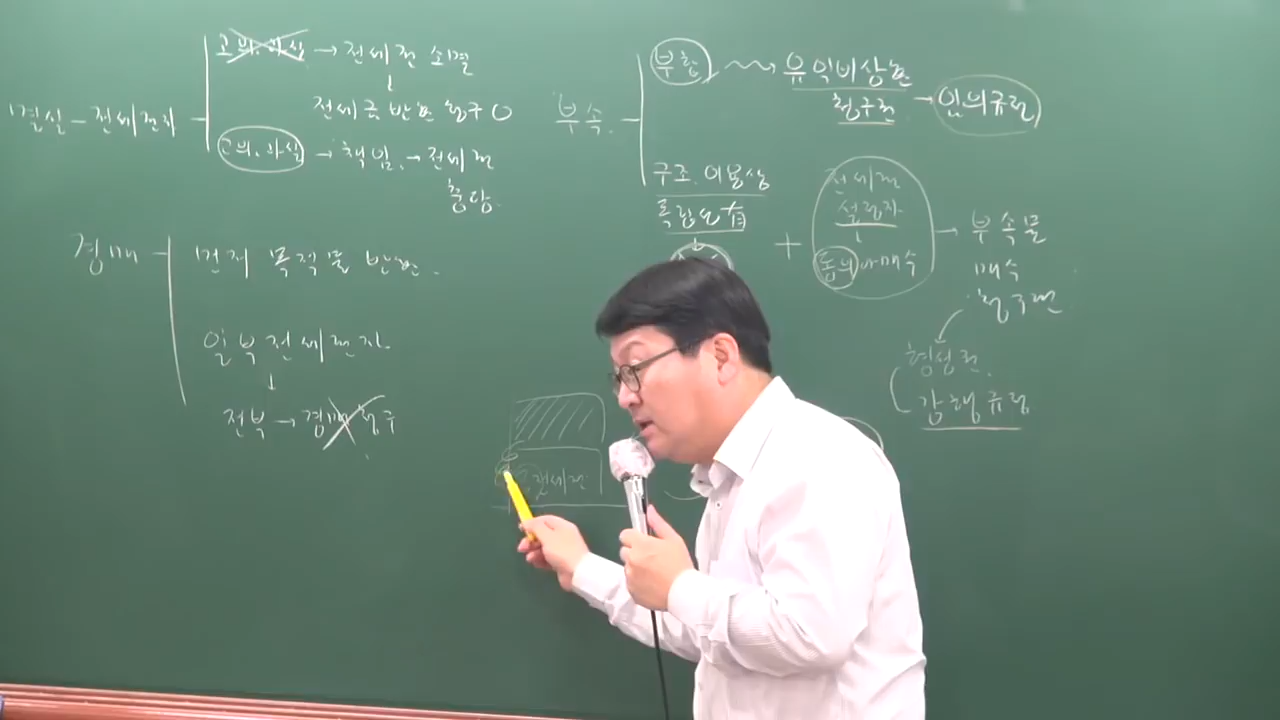 멸실 - 전세권자
고의.과실 → 전세권 소멸
↓
전세금 반환 청구 O
고의.과실 → 책임. → 전세권
충당.
경매
먼저 목적물 반환.
일부전세권자.
↓
전부 → 경매 청구
전세권
부속.
부합 유익비상환
청구권 → 임의규정
구조.이용상
독립성 有
↓
+
전세권
설정자
↓
동의 or 매수
→ 부속물
매수
청구권
형성권.
강행규정